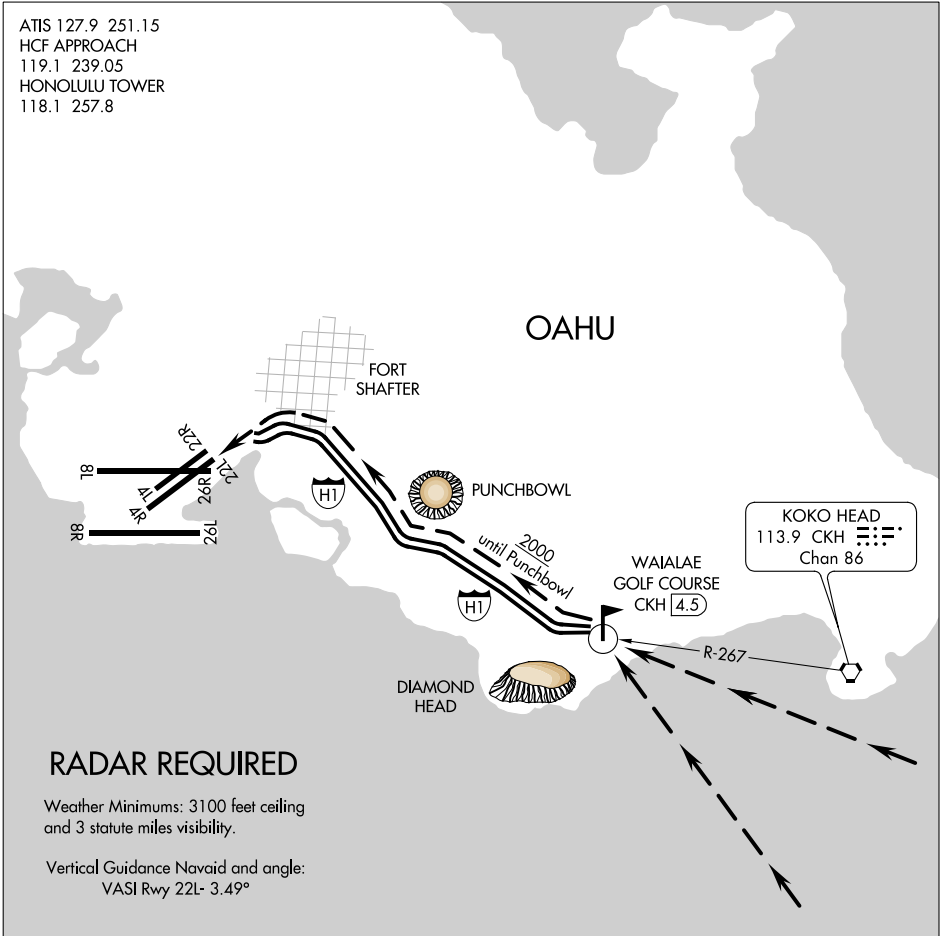 ATIS 127.9 251.15
HCF APPROACH
119.1 239.05
HONOLULU TOWER
118.1 257.8
OAHU
FORT
SHAFTER
22R
22L
8L
26R
4L
4R
8R
26L
H1
PUNCHBOWL
2000
until Punchbowl
H1
WAIALAE
GOLF COURSE
CKH 4.5
KOKO HEAD
113.9 CKH
Chan 86
R-267
DIAMOND
HEAD
RADAR REQUIRED
Weather Minimums: 3100 feet ceiling
and 3 statute miles visibility.
Vertical Guidance Navaid and angle:
VASI Rwy 22L- 3.49°